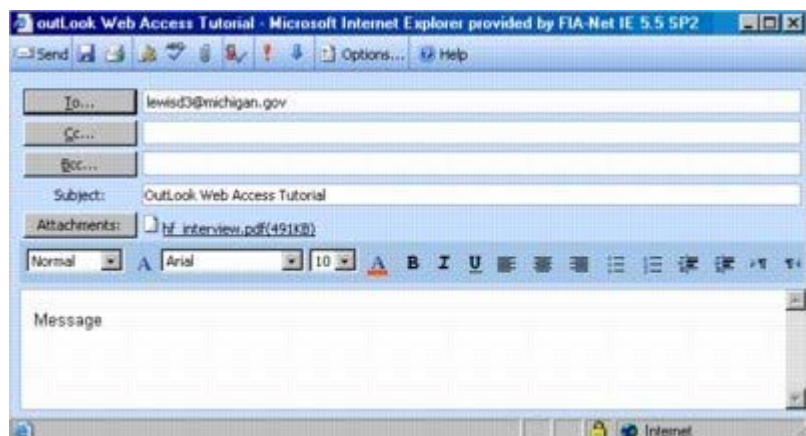 outLook Web Access Tutorial - Microsoft Internet Explorer provided by FIA-Net IE 5.5 SP2
Send Options... Help
To... lewisd3@michigan.gov
Cc...
Bcc...
Subject: OutLook Web Access Tutorial
Attachments: hf_interview.pdf(491KB)
Normal A Arial 10 A B I U
Message
Internet